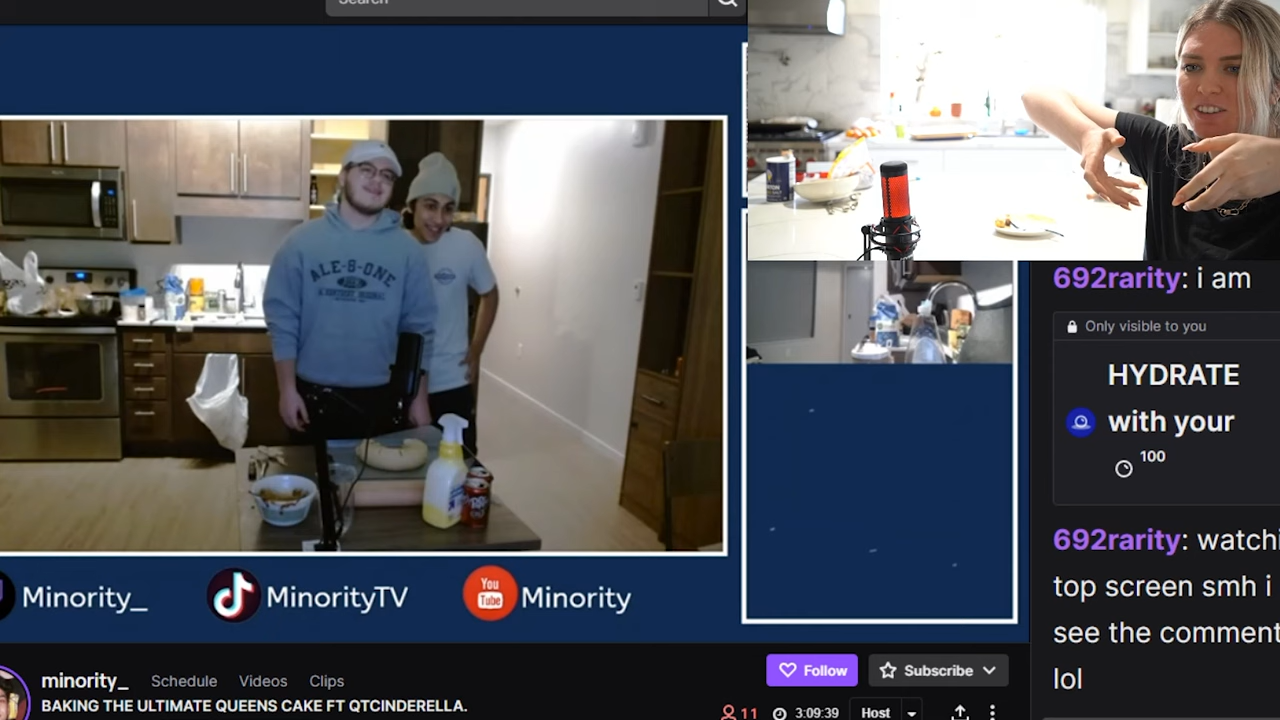 Search
ALE-8-ONE
692rarity: i am
Only visible to you
HYDRATE
with your
100
692rarity: watchi
top screen smh i
see the comment
lol
Minority_
MinorityTV
You
Tube
Minority
minority_
Schedule
Videos
Clips
Follow
Subscribe
BAKING THE ULTIMATE QUEENS CAKE FT QTCINDERELLA.
11
3:09:39
Host